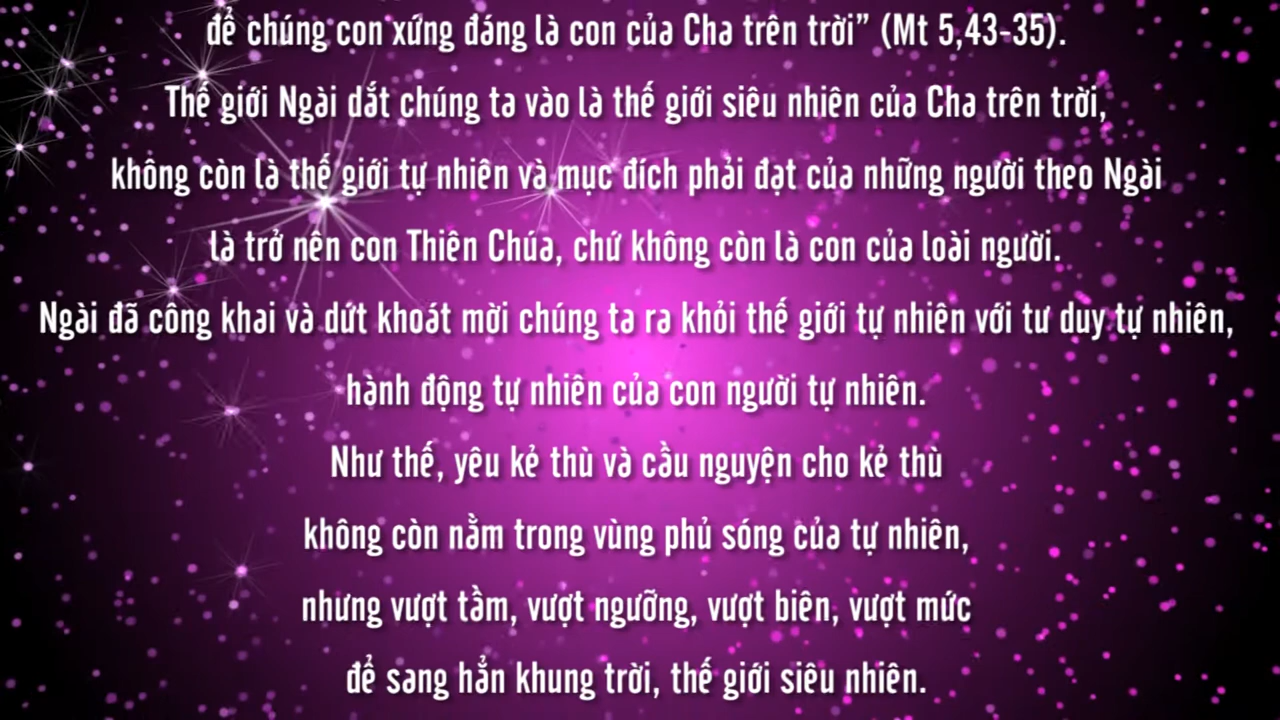 để chúng con xứng đáng là con của Cha trên trời” (Mt 5,43-35).
Thế giới Ngài dắt chúng ta vào là thế giới siêu nhiên của Cha trên trời,
không còn là thế giới tự nhiên và mục đích phải đạt của những người theo Ngài
là trở nên con Thiên Chúa, chứ không còn là con của loài người.
Ngài đã công khai và dứt khoát mời chúng ta ra khỏi thế giới tự nhiên với tư duy tự nhiên,
hành động tự nhiên của con người tự nhiên.
Như thế, yêu kẻ thù và cầu nguyện cho kẻ thù
không còn nằm trong vùng phủ sóng của tự nhiên,
nhưng vượt tầm, vượt ngưỡng, vượt biên, vượt mức
để sang hẳn khung trời, thế giới siêu nhiên.